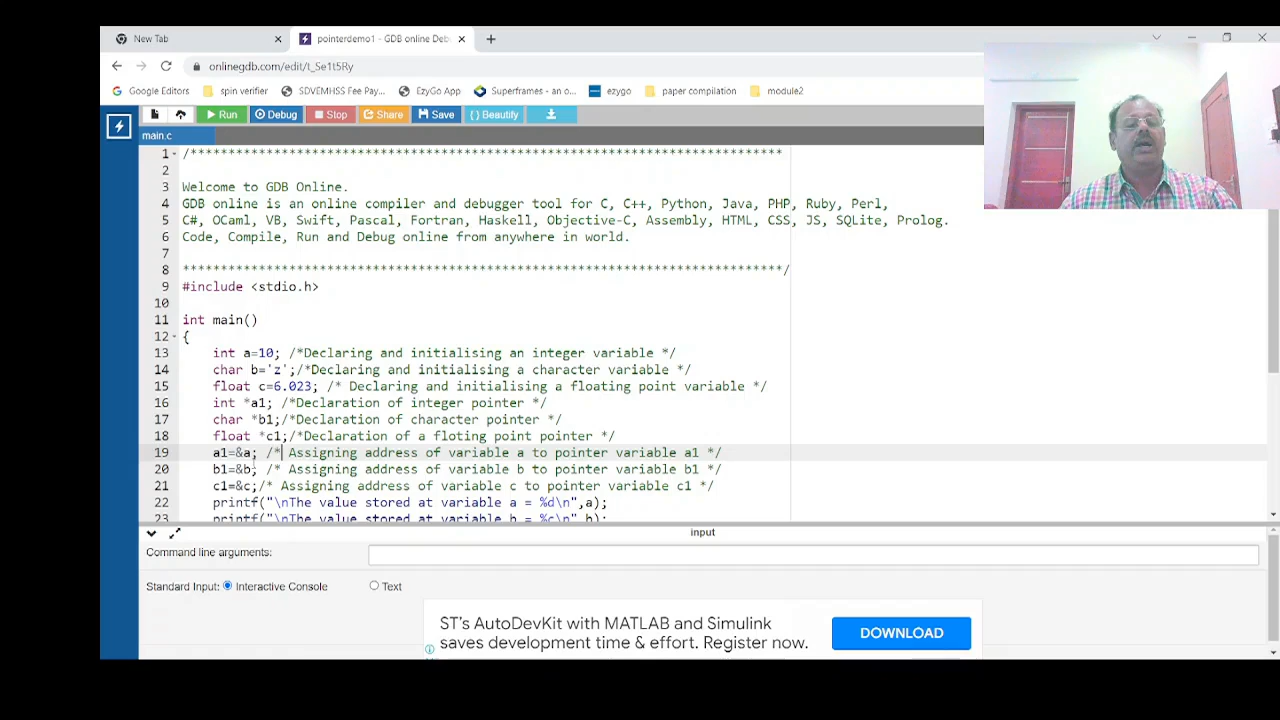 New Tab
pointerdemo1 - GDB online Deb
onlinegdb.com/edit/t_Se1t5Ry
Google Editors
spin verifier
SDVEMHSS Fee Pay...
EzyGo App
Superframes - an o...
ezygo
paper compilation
module2
Run
Debug
Stop
Share
Save
{ } Beautify
main.c
1 /******************************************************************************
2
3 Welcome to GDB Online.
4 GDB online is an online compiler and debugger tool for C, C++, Python, Java, PHP, Ruby, Perl,
5 C#, OCaml, VB, Swift, Pascal, Fortran, Haskell, Objective-C, Assembly, HTML, CSS, JS, SQLite, Prolog.
6 Code, Compile, Run and Debug online from anywhere in world.
7
8 *******************************************************************************/
9 #include <stdio.h>
10
11 int main()
12 {
13 int a=10; /*Declaring and initialising an integer variable */
14 char b='z';/*Declaring and initialising a character variable */
15 float c=6.023; /* Declaring and initialising a floating point variable */
16 int *a1; /*Declaration of integer pointer */
17 char *b1;/*Declaration of character pointer */
18 float *c1;/*Declaration of a floting point pointer */
19 a1=&a; /* Assigning address of variable a to pointer variable a1 */
20 b1=&b; /* Assigning address of variable b to pointer variable b1 */
21 c1=&c;/* Assigning address of variable c to pointer variable c1 */
22 printf("\nThe value stored at variable a = %d\n",a);
23 printf("\nThe value stored at variable b = %c\n",b);
input
Command line arguments:
Standard Input: Interactive Console Text
ST's AutoDevKit with MATLAB and Simulink
saves development time & effort. Register now.
DOWNLOAD